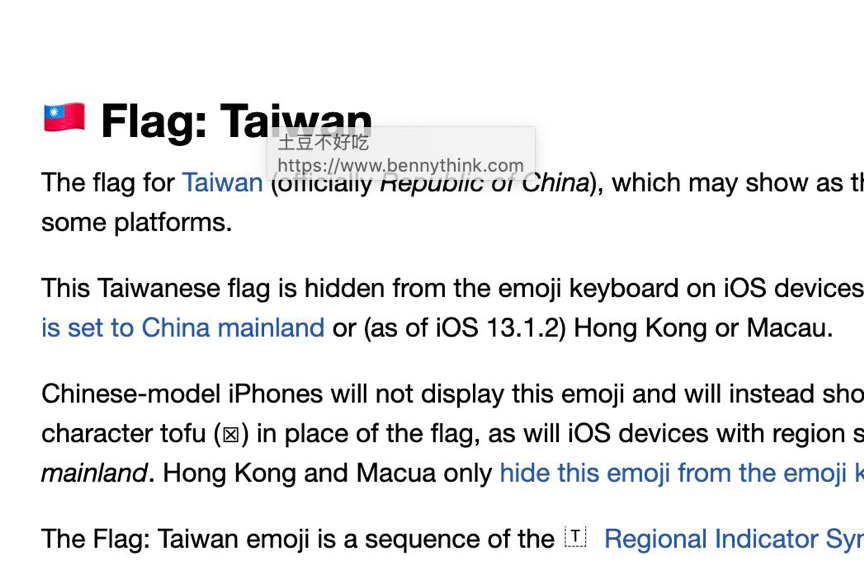 🇹🇼 Flag: Taiwan
土豆不好吃
https://www.bennythink.com
The flag for Taiwan (officially Republic of China), which may show as th
some platforms.
This Taiwanese flag is hidden from the emoji keyboard on iOS devices
is set to China mainland or (as of iOS 13.1.2) Hong Kong or Macau.
Chinese-model iPhones will not display this emoji and will instead sho
character tofu (⊠) in place of the flag, as will iOS devices with region s
mainland. Hong Kong and Macua only hide this emoji from the emoji k
The Flag: Taiwan emoji is a sequence of the 🇹 Regional Indicator Syr